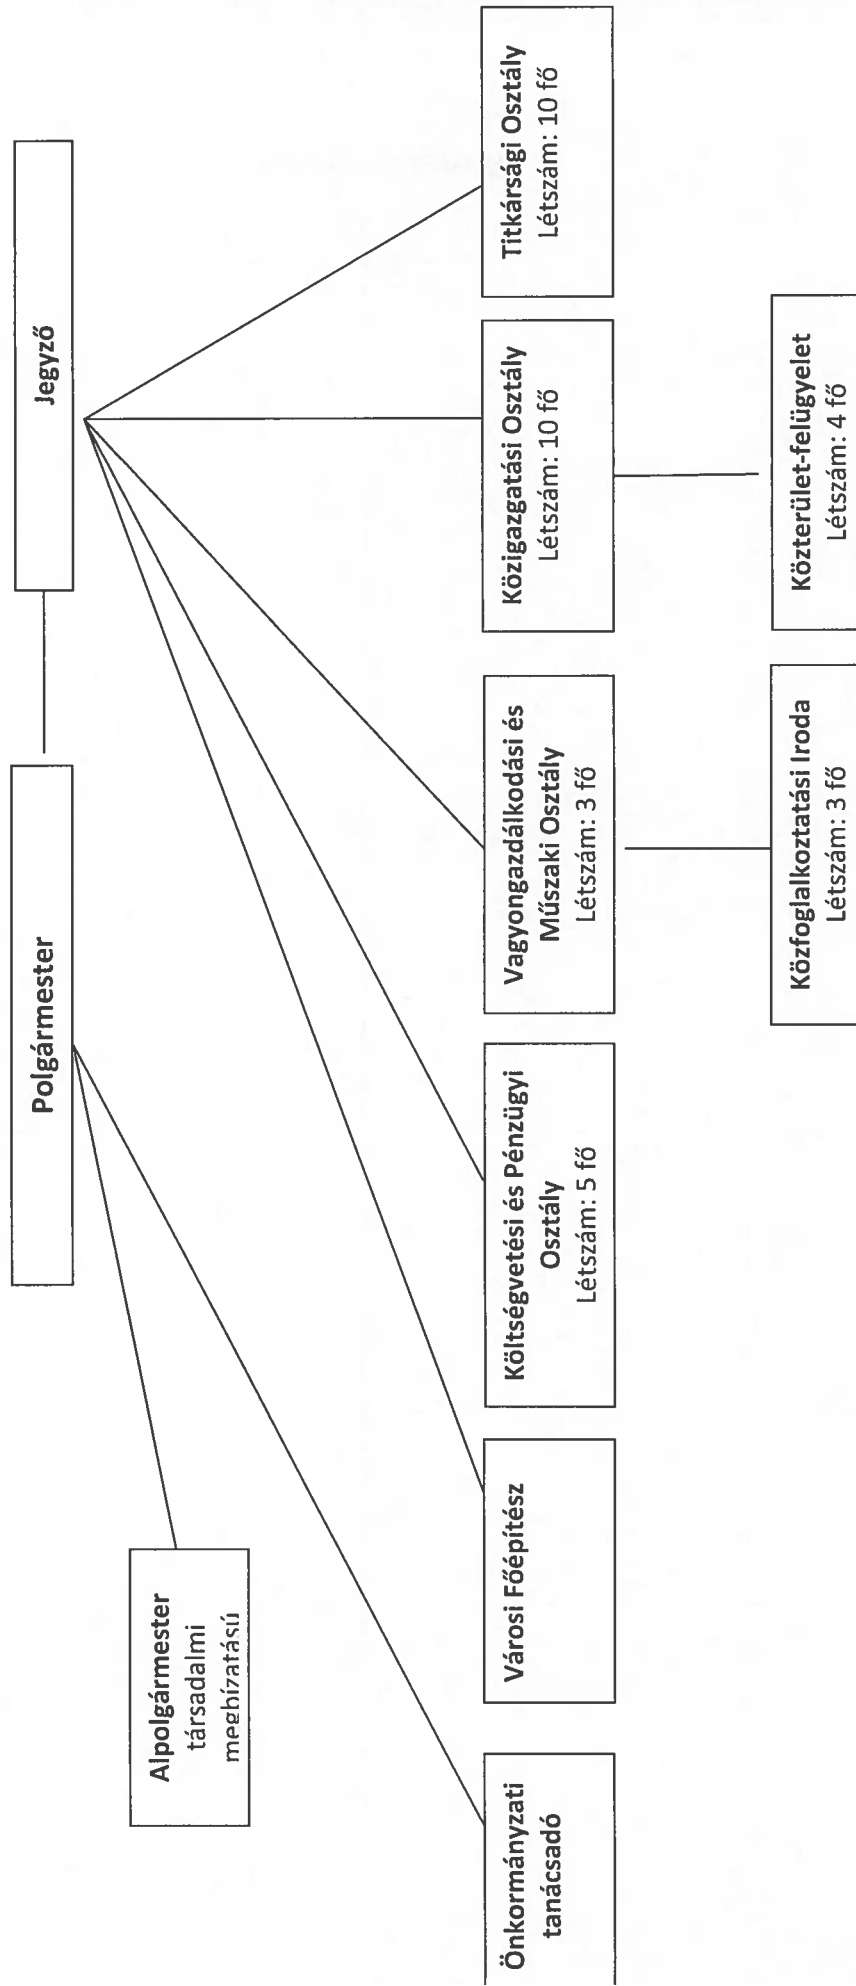 Polgármester
Jegyző
Alpolgármester
társadalmi
megbízatású
Önkormányzati
tanácsadó
Városi Főépítész
Költségvetési és Pénzügyi
Osztály
Létszám: 5 fő
Vagyongazdálkodási és
Műszaki Osztály
Létszám: 3 fő
Közigazgatási Osztály
Létszám: 10 fő
Titkársági Osztály
Létszám: 10 fő
Közfoglalkoztatási Iroda
Létszám: 3 fő
Közterület-felügyelet
Létszám: 4 fő